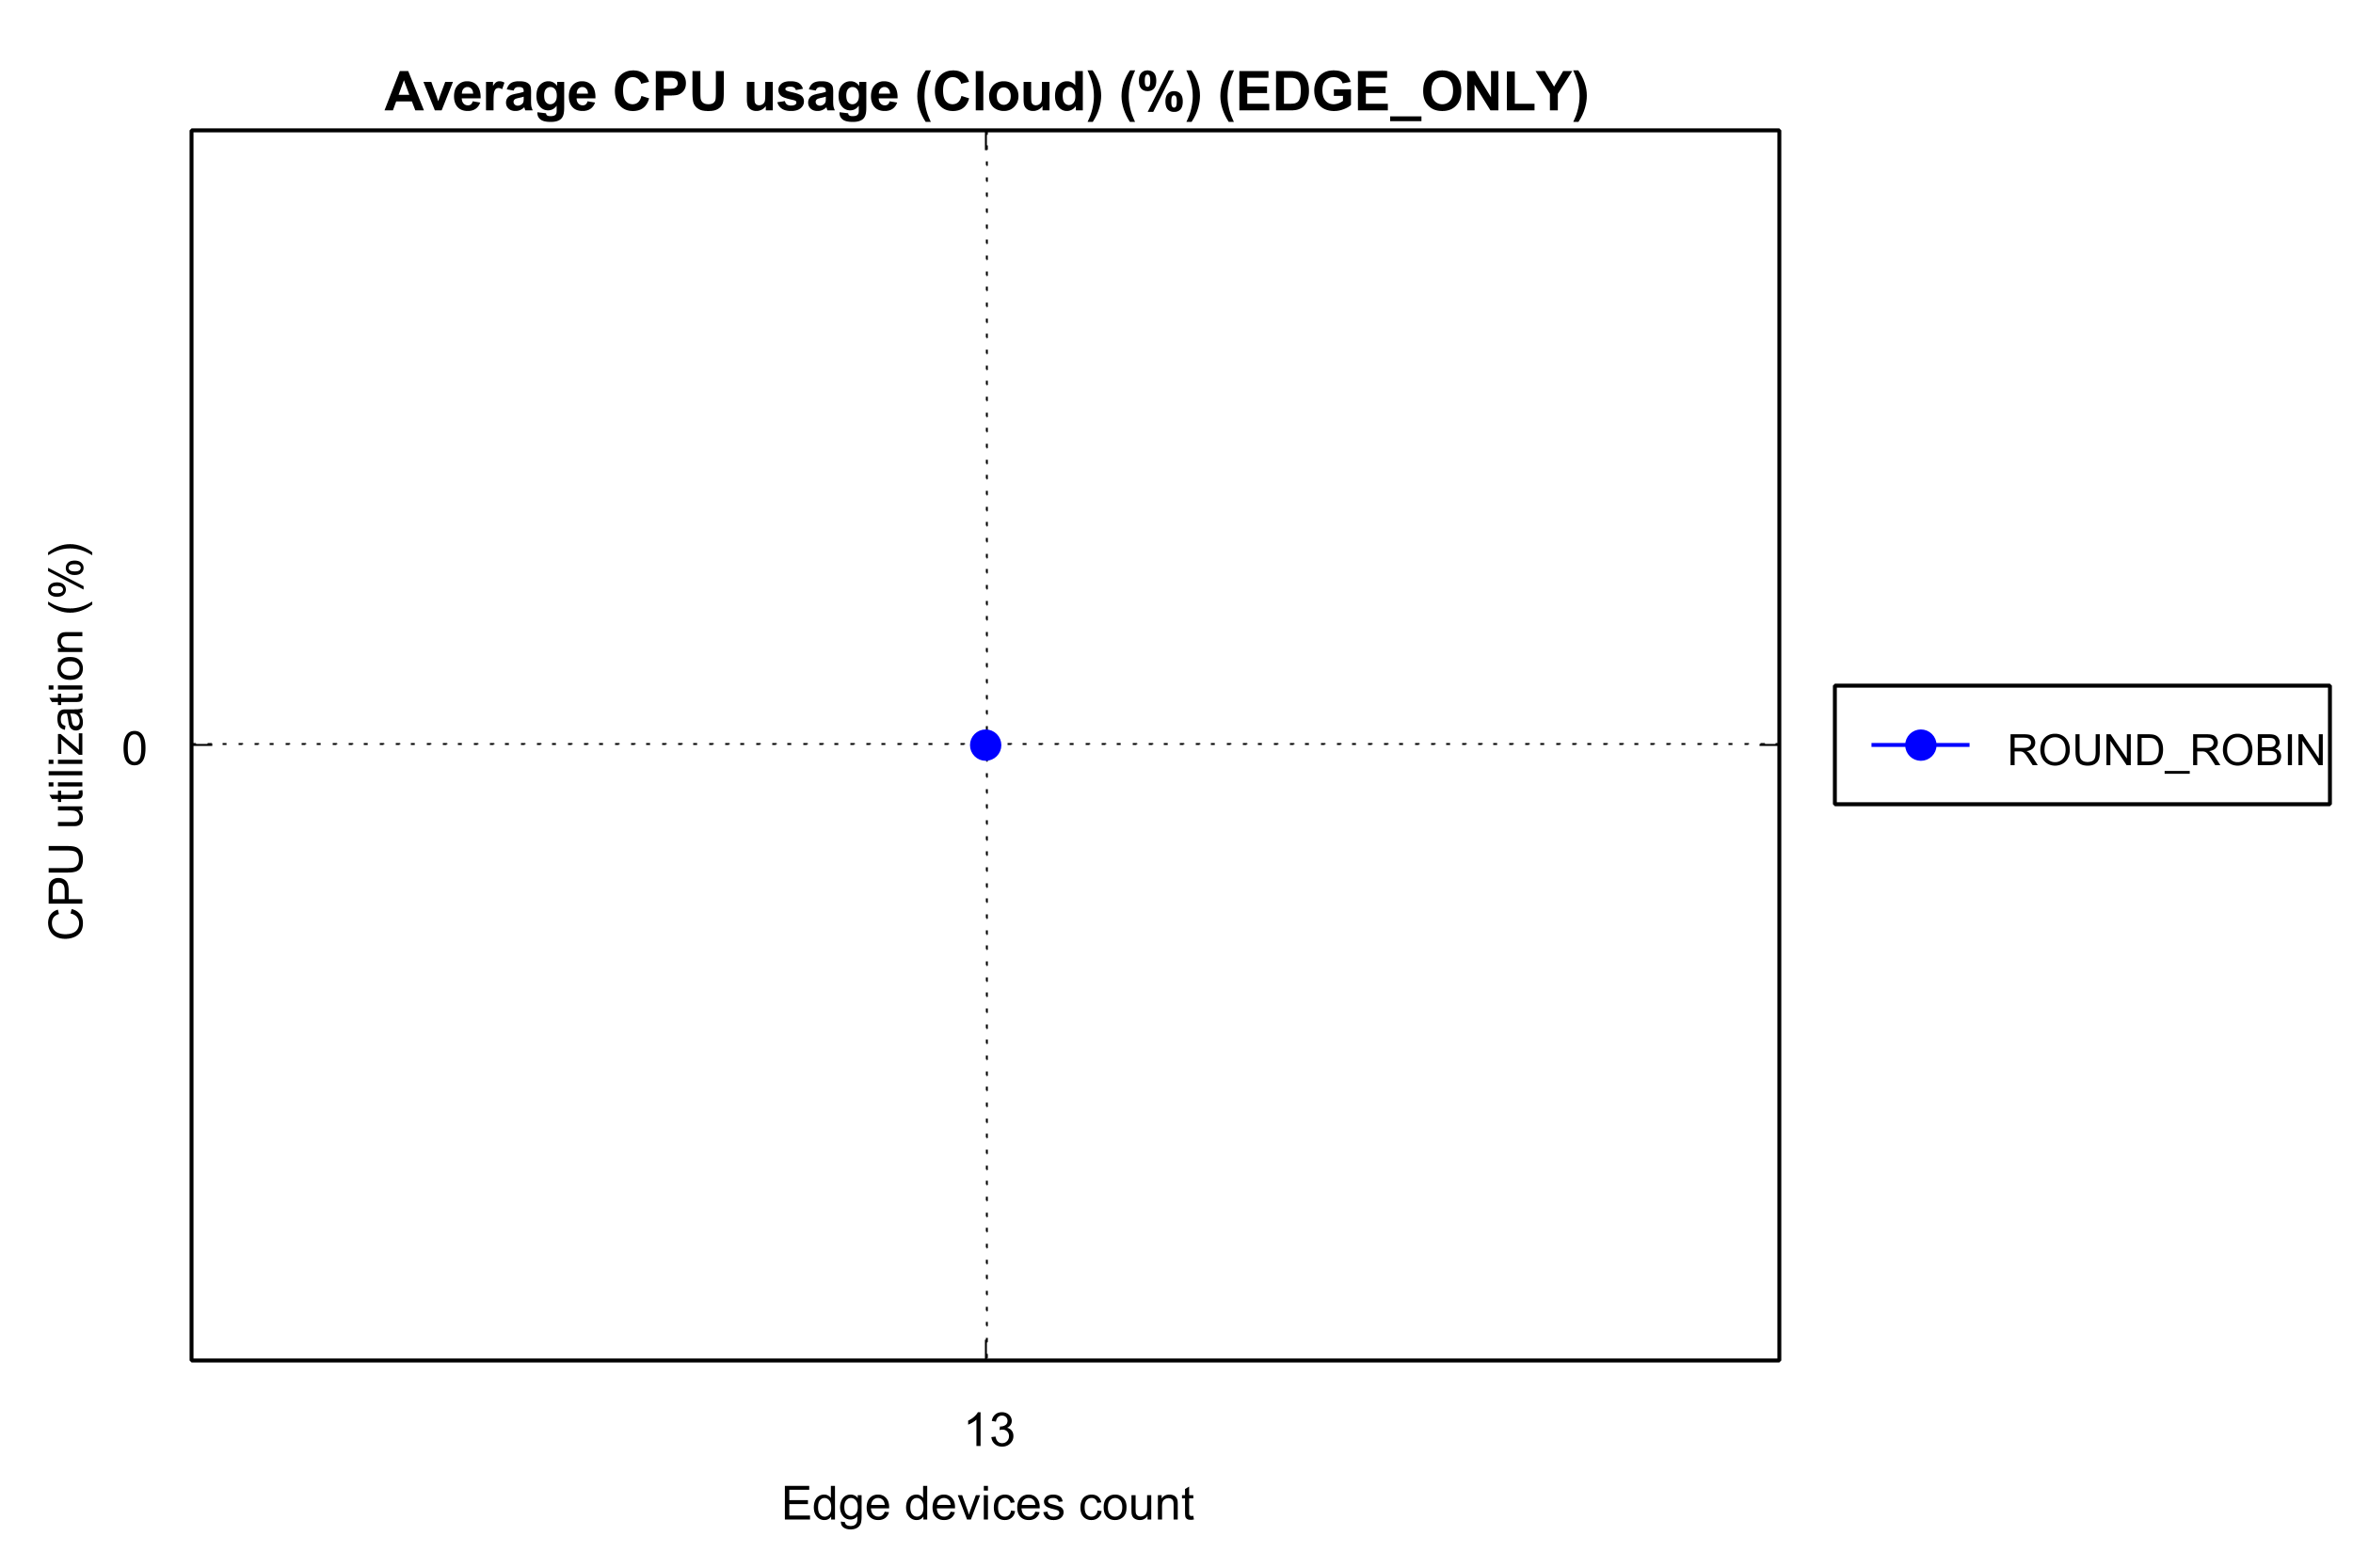 Average CPU usage (Cloud) (%) (EDGE_ONLY)
CPU utilization (%)
0
ROUND_ROBIN
13
Edge devices count